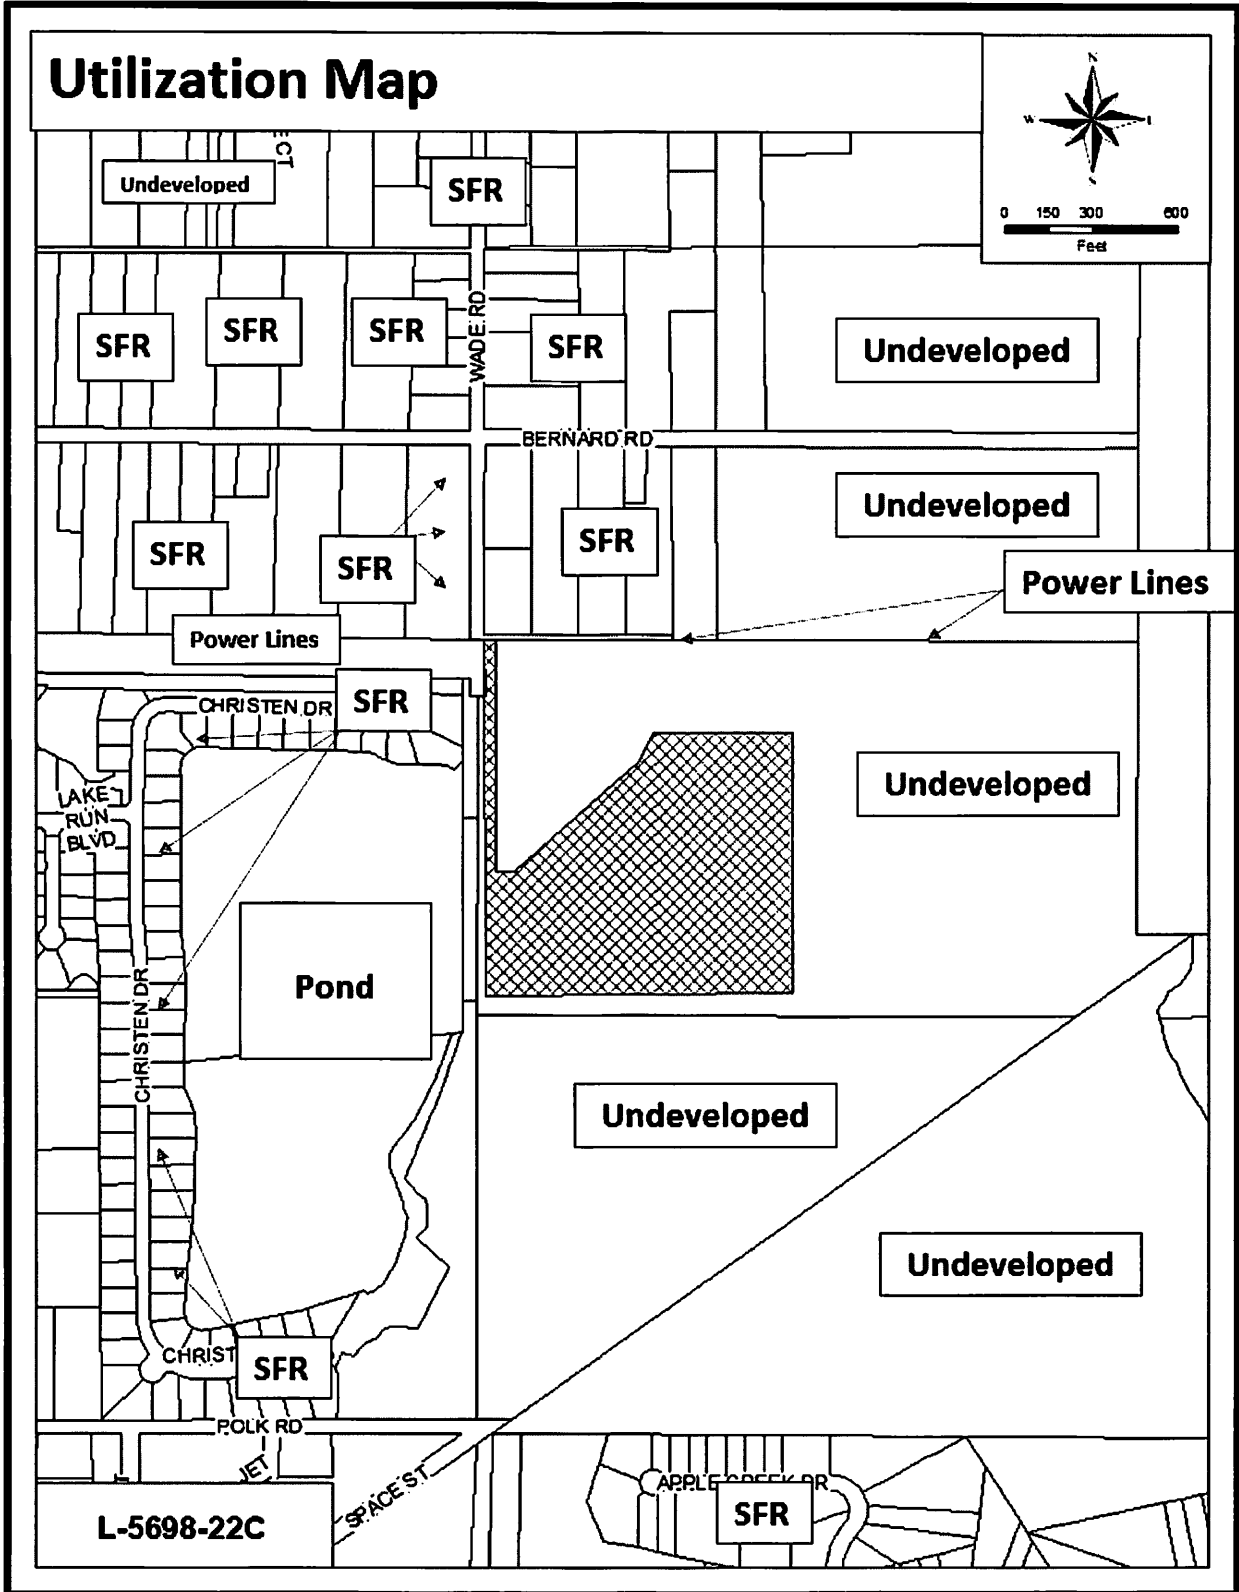 Utilization Map
N
W
S
0 150 300 600
Feet
ECT
Undeveloped
SFR
SFR
SFR
SFR
WADE RD
SFR
Undeveloped
BERNARD RD
Undeveloped
SFR
SFR
SFR
Power Lines
Power Lines
SFR
CHRISTEN DR
LAKE
RUN
BLVD
Undeveloped
Pond
CHRISTEN DR
Undeveloped
Undeveloped
CHRIST
SFR
POLK RD
JET
SPACE ST
APPLE CREEK DR
SFR
L-5698-22C